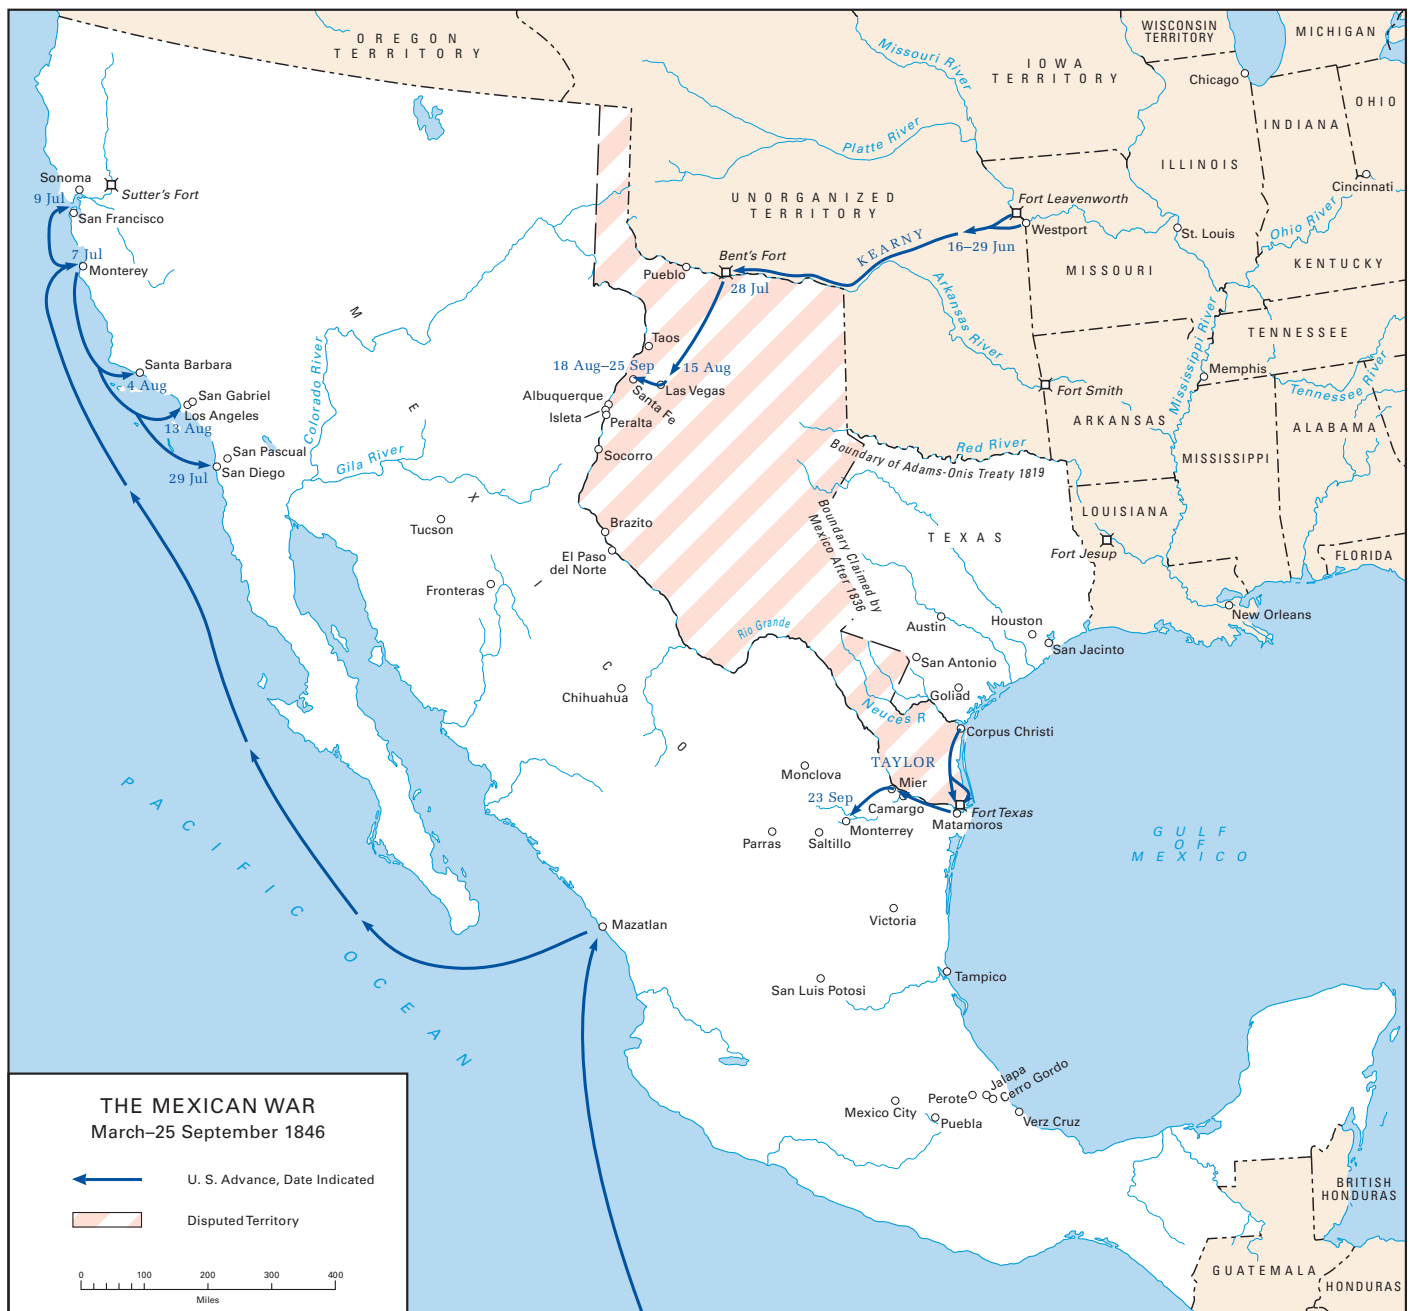 OREGON
TERRITORY
Missouri River
IOWA
TERRITORY
WISCONSIN
TERRITORY
MICHIGAN
Chicago
OHIO
INDIANA
ILLINOIS
Cincinnati
Platte River
UNORGANIZED
TERRITORY
Sonoma
Sutter's Fort
9 Jul
San Francisco
7 Jul
Monterey
Fort Leavenworth
Westport
St. Louis
Ohio River
KEARNY
16–29 Jun
Bent's Fort
Pueblo
28 Jul
MISSOURI
KENTUCKY
Arkansas River
Mississippi River
TENNESSEE
Tennessee River
Memphis
Fort Smith
ARKANSAS
ALABAMA
MISSISSIPPI
Taos
18 Aug–25 Sep
15 Aug
Las Vegas
Santa Fe
Albuquerque
Isleta
Peralta
Socorro
Santa Barbara
4 Aug
San Gabriel
Los Angeles
13 Aug
San Pascual
San Diego
29 Jul
Colorado River
Gila River
MEXICO
Red River
Boundary of Adams-Onis Treaty 1819
Boundary Claimed by
Mexico After 1836
TEXAS
LOUISIANA
Fort Jesup
FLORIDA
New Orleans
Tucson
Fronteras
Brazito
El Paso
del Norte
Rio Grande
Austin
Houston
San Jacinto
San Antonio
Goliad
Neuces R
Corpus Christi
Chihuahua
TAYLOR
Monclova
Mier
23 Sep
Camargo
Fort Texas
Matamoros
Monterrey
Parras
Saltillo
GULF
OF
MEXICO
PACIFIC OCEAN
Victoria
Mazatlan
Tampico
San Luis Potosi
Jalapa
Cerro Gordo
Perote
Mexico City
Puebla
Verz Cruz
BRITISH
HONDURAS
GUATEMALA
HONDURAS
THE MEXICAN WAR
March–25 September 1846
U. S. Advance, Date Indicated
Disputed Territory
0 100 200 300 400
Miles